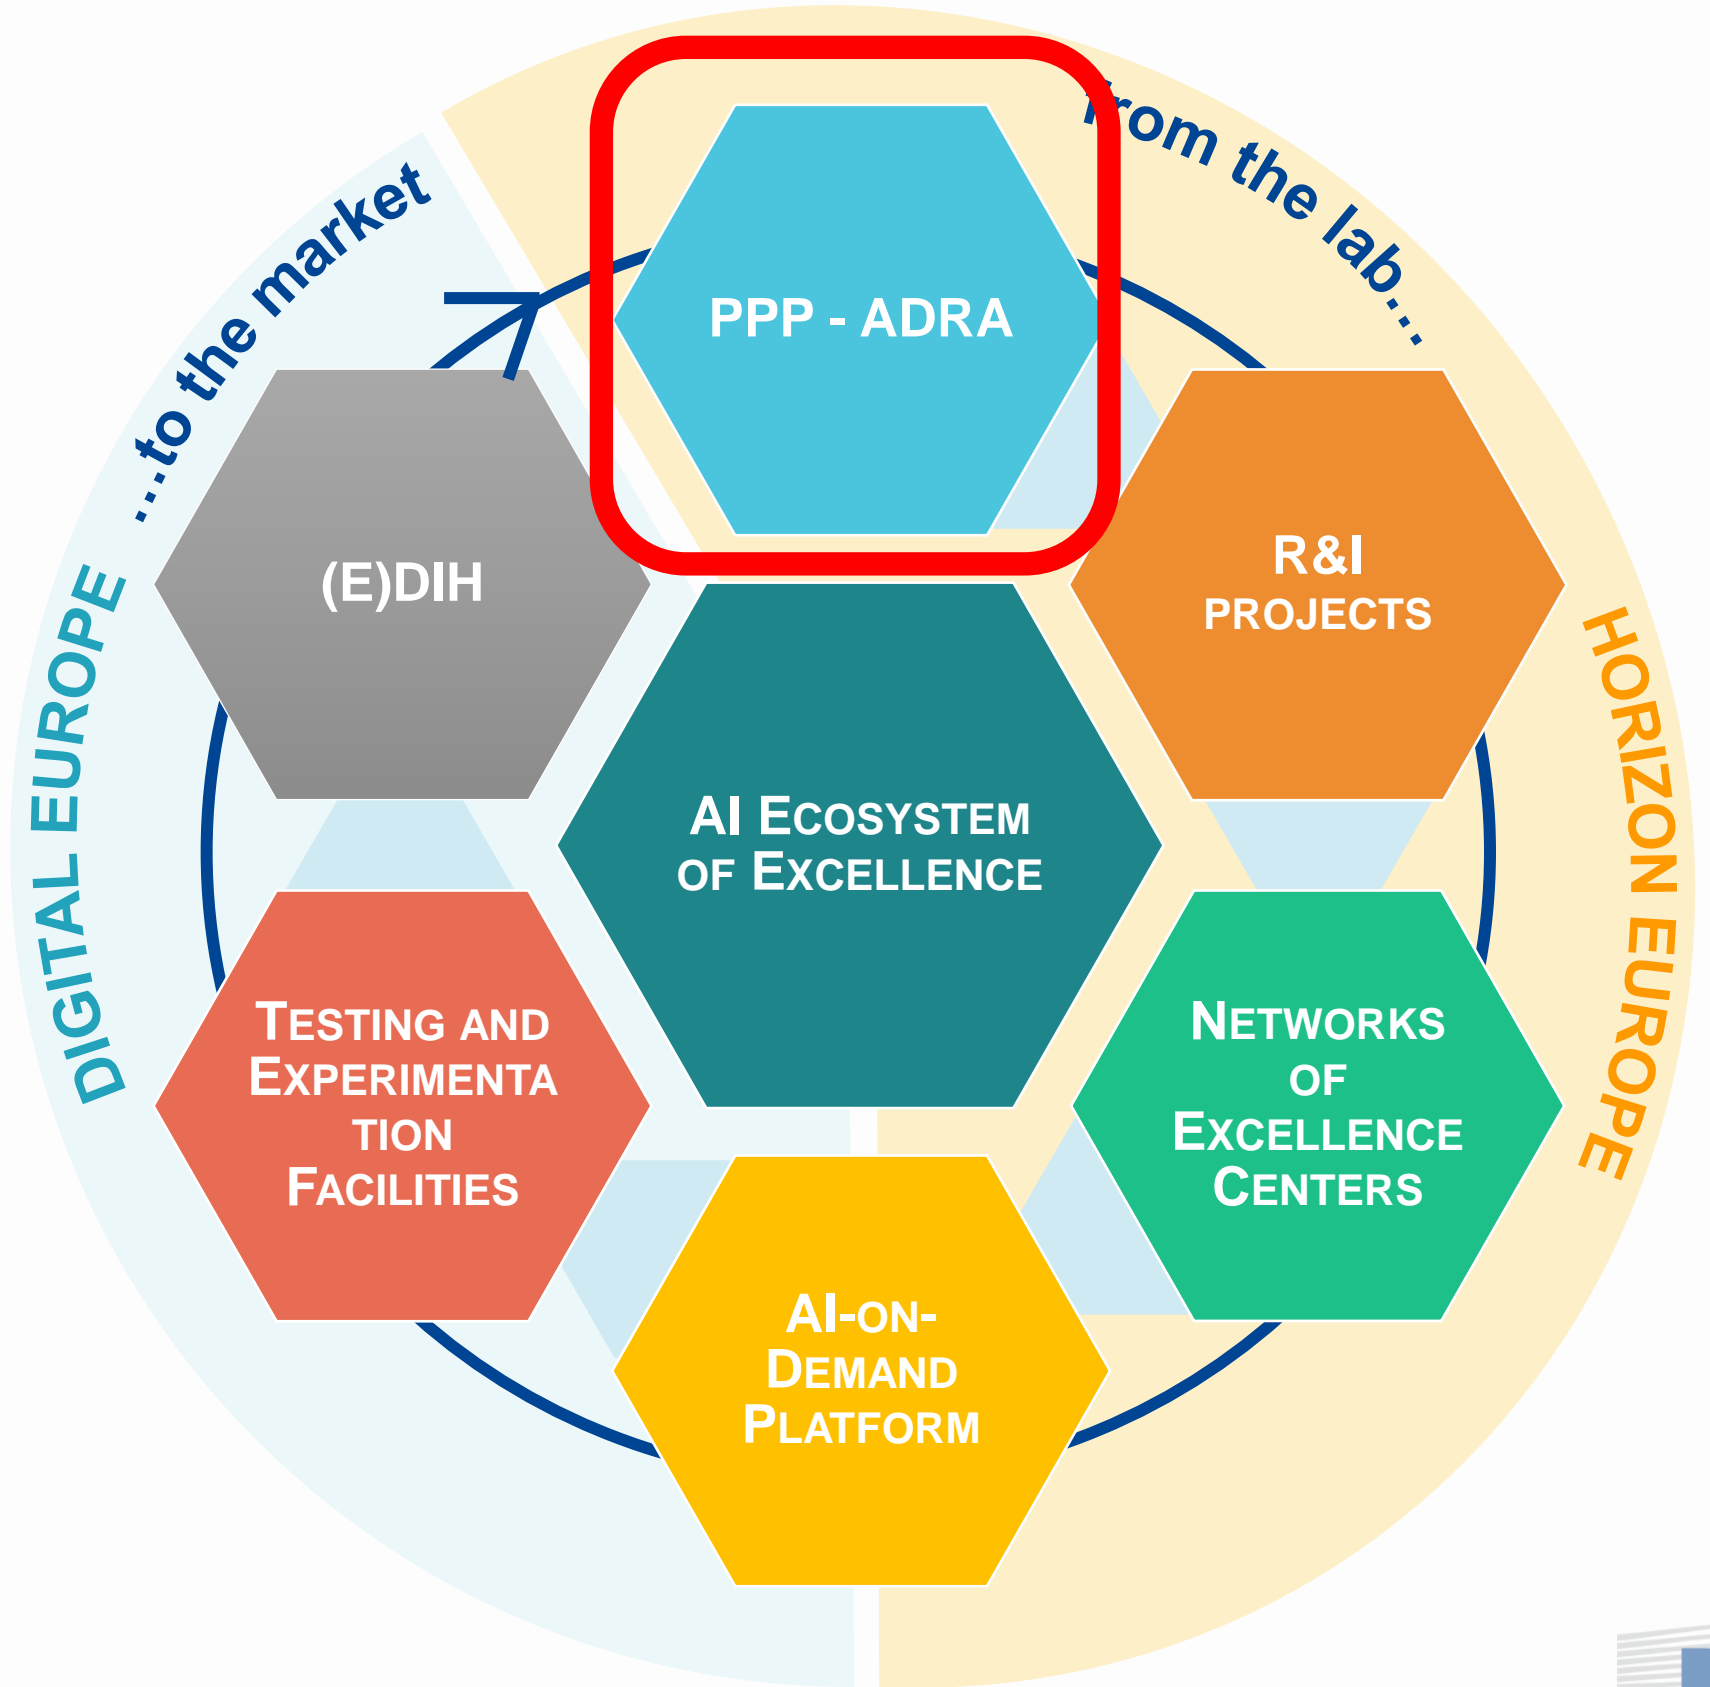 From the lab…
…to the market
PPP - ADRA
(E)DIH
R&I
PROJECTS
DIGITAL EUROPE
HORIZON EUROPE
AI ECOSYSTEM
OF EXCELLENCE
TESTING AND
EXPERIMENTA
TION
FACILITIES
NETWORKS
OF
EXCELLENCE
CENTERS
AI-ON-
DEMAND
PLATFORM